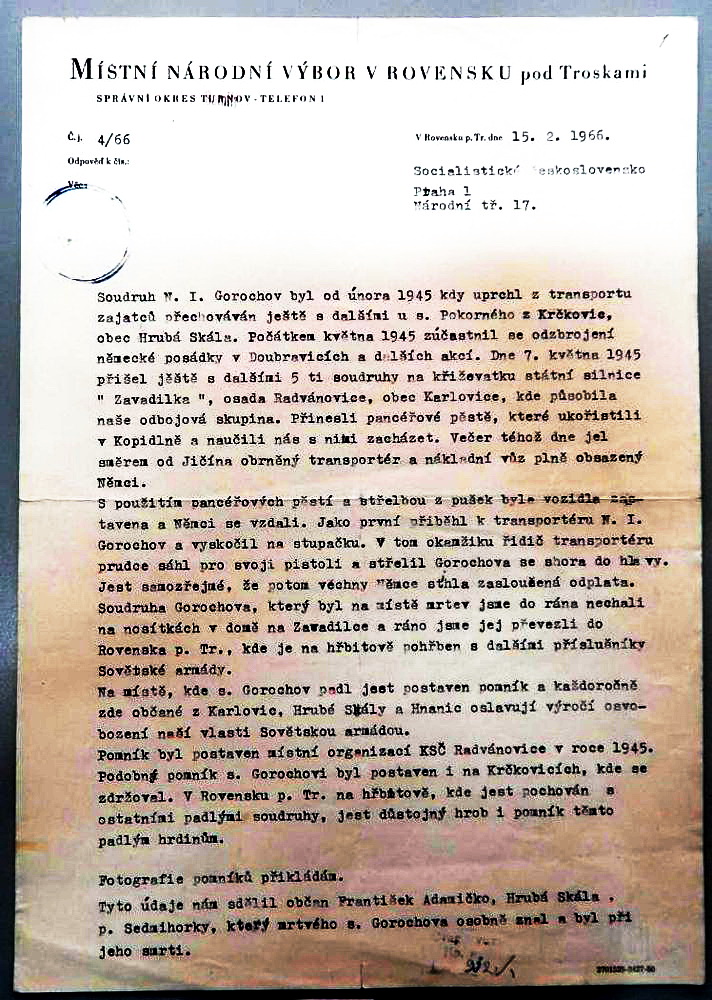 MÍSTNÍ NÁRODNÍ VÝBOR V ROVENSKU pod Troskami
SPRÁVNÍ OKRES TURNOV - TELEFON 1
Č. j. 4/66
V Rovensku p. Tr. dne 15. 2. 1966.
Odpověď k čís.:
Věc:
Socialistické Československo
Praha 1
Národní tř. 17.
Soudruh N. I. Gorochov byl od února 1945 kdy uprchl z transportu
zajatců přechováván ještě s dalšími u s. Pokorného z Krčkovic,
obec Hrubá Skála. Počátkem května 1945 zúčastnil se odzbrojení
německé posádky v Doubravicích a dalších akcí. Dne 7. května 1945
přišel jěště s dalšími 5 ti soudruhy na křižovatku státní silnice
" Zavadilka ", osada Radvánovice, obec Karlovice, kde působila
naše odbojová skupina. Přinesli pancéřové pěstě, které ukořistili
v Kopidlně a naučili nás s nimi zacházet. Večer téhož dne jel
směrem od Jičína obrněný transportér a nákladní vůz plně obsazený
Němci.
S použitím pancéřových pěstí a střelbou z pušek byle vozidla zas-
tavena a Němci se vzdali. Jako první přiběhl k transportéru N. I.
Gorochov a vyskočil na stupačku. V tom okamžiku řidič transportéru
prudce sáhl pro svoji pistoli a střelil Gorochova se shora do hlavy.
Jest samozřejmé, že potom věchny Němce stihla zasloušená odplata.
Soudruha Gorochova, který byl na místě mrtev jsme do rána nechali
na nosítkách v domě na Zavadilce a ráno jsme jej převezli do
Rovenska p. Tr., kde je na hřbitově pohřben s dalšími příslušníky
Sovětské armády.
Na místě, kde s. Gorochov padl jest postaven pomník a každoročně
zde občané z Karlovic, Hrubé Skály a Hnanic oslavují výročí osvo-
bození naší vlasti Sovětskou armádou.
Pomník byl postaven místní organizací KSČ Radvánovice v roce 1945.
Podobný pomník s. Gorochovi byl postaven i na Krčkovicích, kde se
zdržoval. V Rovensku p. Tr. na hřbitově, kde jest pochován s
ostatními padlými soudruhy, jest důstojný hrob i pomník těmto
padlým hrdinům.
Fotografie pomníků přikládám.
Tyto údaje nám sdělil občan František Adamičko, Hrubá Skála ,
p. Sedmihorky, který mrtvého s. Gorochova osobně znal a byl při
jeho smrti.